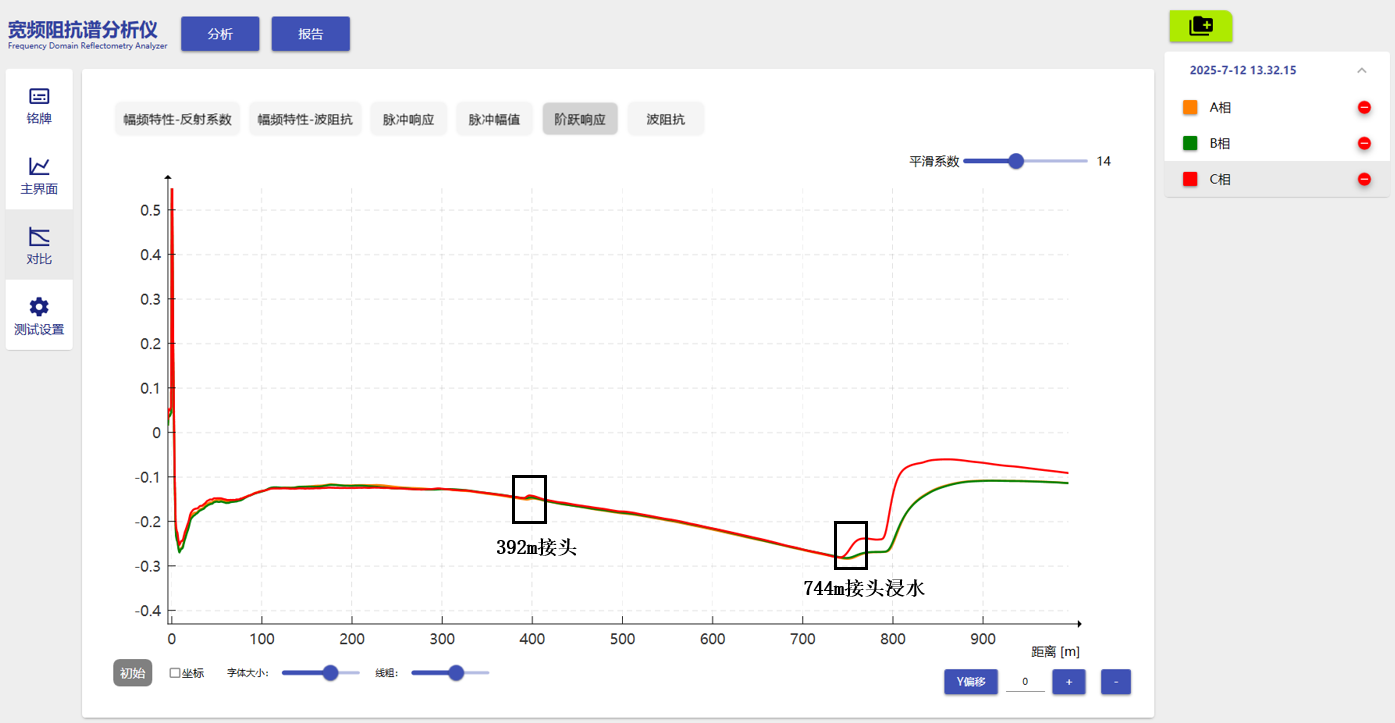 宽频阻抗谱分析仪
Frequency Domain Reflectometry Analyzer
分析
报告
铭牌
主界面
对比
测试设置
幅频特性-反射系数
幅频特性-波阻抗
脉冲响应
脉冲幅值
阶跃响应
波阻抗
平滑系数
14
0.5
0.4
0.3
0.2
0.1
0
-0.1
-0.2
-0.3
-0.4
392m接头
744m接头浸水
0 100 200 300 400 500 600 700 800 900
距离 [m]
初始
坐标
字体大小:
线粗:
Y偏移
0
+
-
2025-7-12 13.32.15
A相
B相
C相